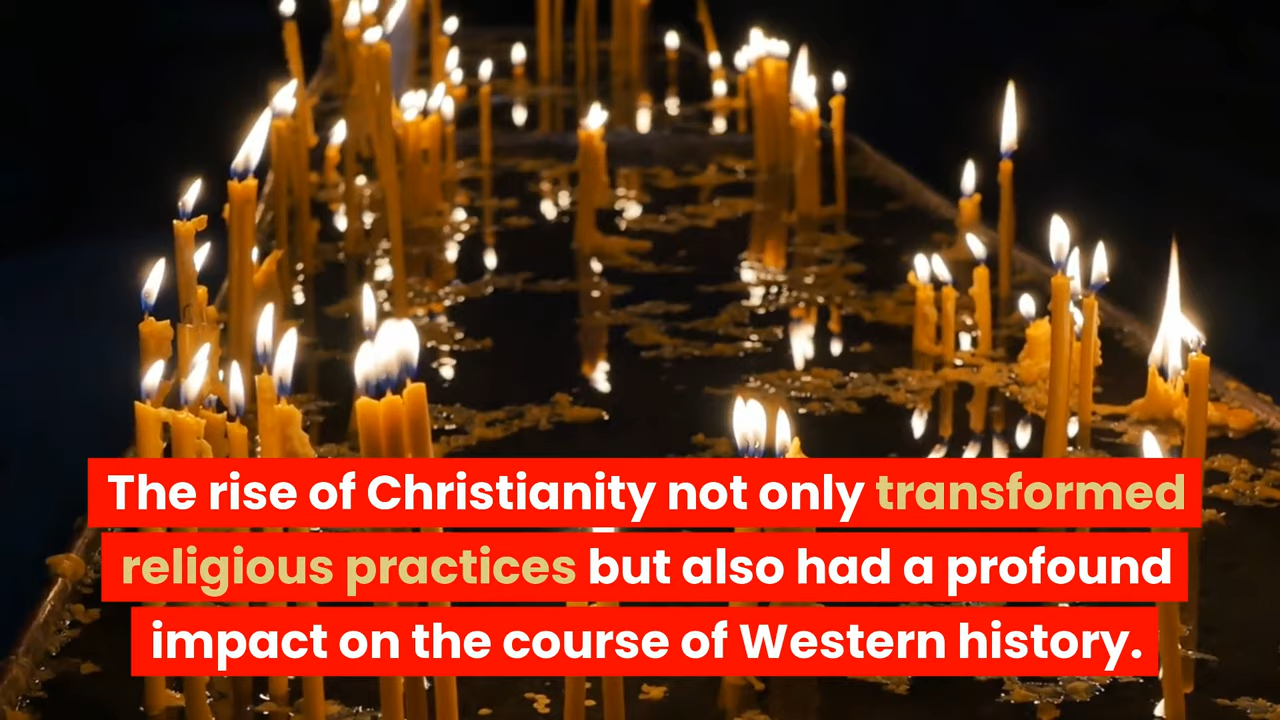 The rise of Christianity not only transformed
religious practices but also had a profound
impact on the course of Western history.